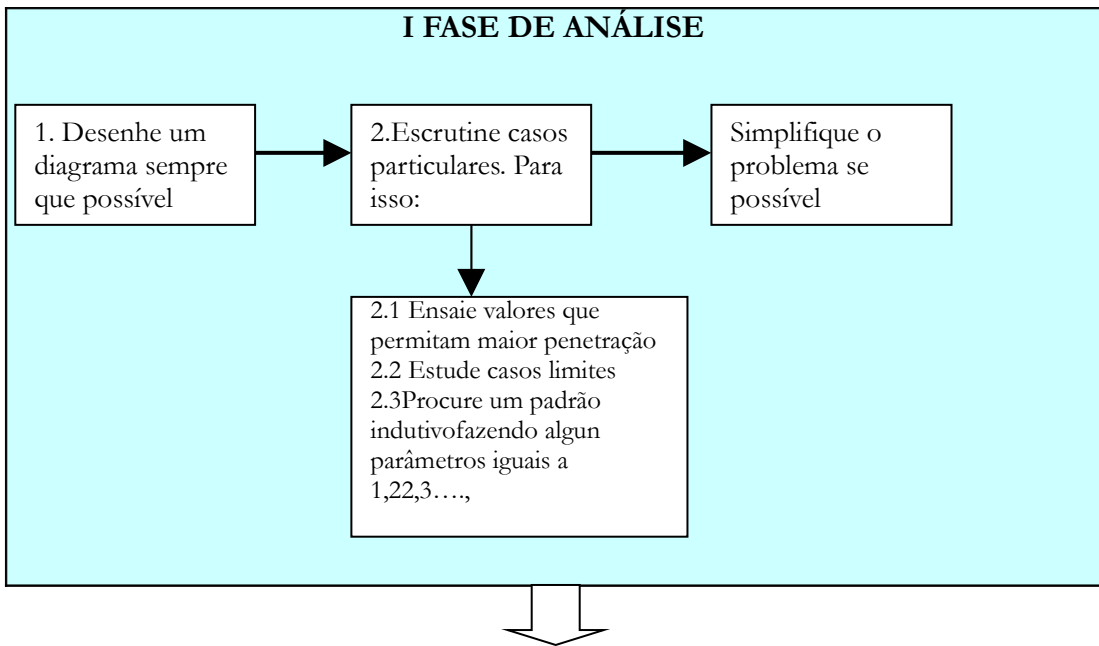 I FASE DE ANÁLISE
1. Desenhe um
diagrama sempre
que possível
2.Escrutine casos
particulares. Para
isso:
Simplifique o
problema se
possível
2.1 Ensaie valores que
permitam maior penetração
2.2 Estude casos limites
2.3Procure um padrão
indutivofazendo algun
parâmetros iguais a
1,22,3….,